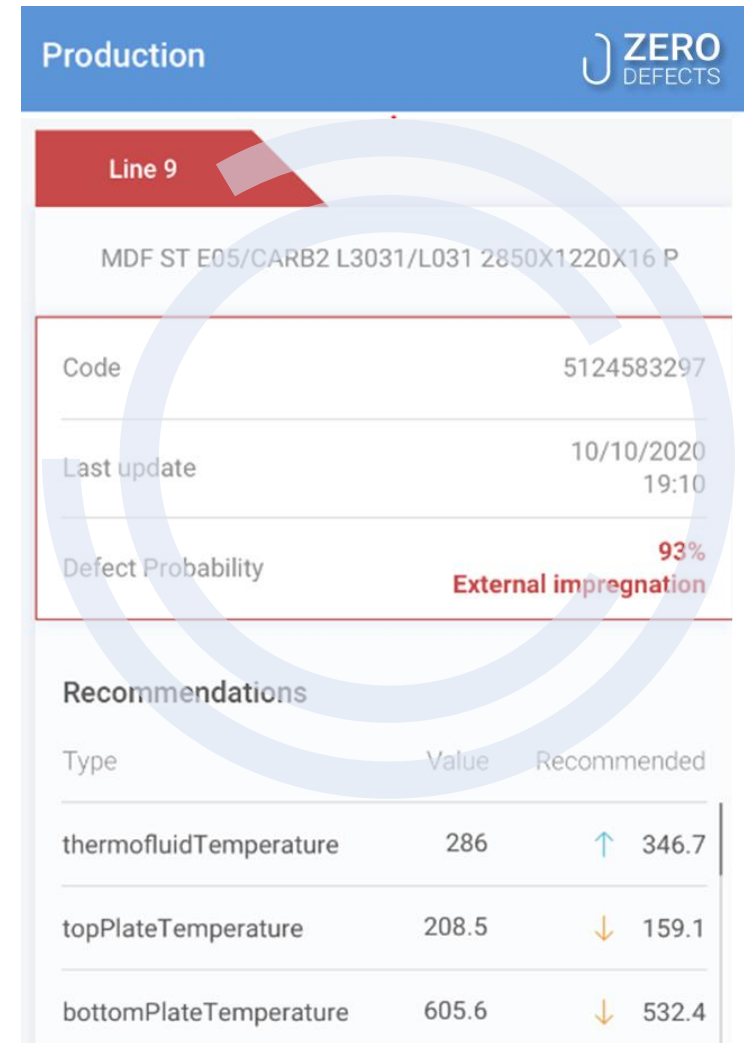 Production
ZERO
DEFECTS
Line 9
MDF ST E05/CARB2 L3031/L031 2850X1220X16 P
Code 5124583297
Last update 10/10/2020
19:10
Defect Probability 93%
External impregnation
Recommendations
Type Value Recommended
thermofluidTemperature 286 ↑ 346.7
topPlateTemperature 208.5 ↓ 159.1
bottomPlateTemperature 605.6 ↓ 532.4